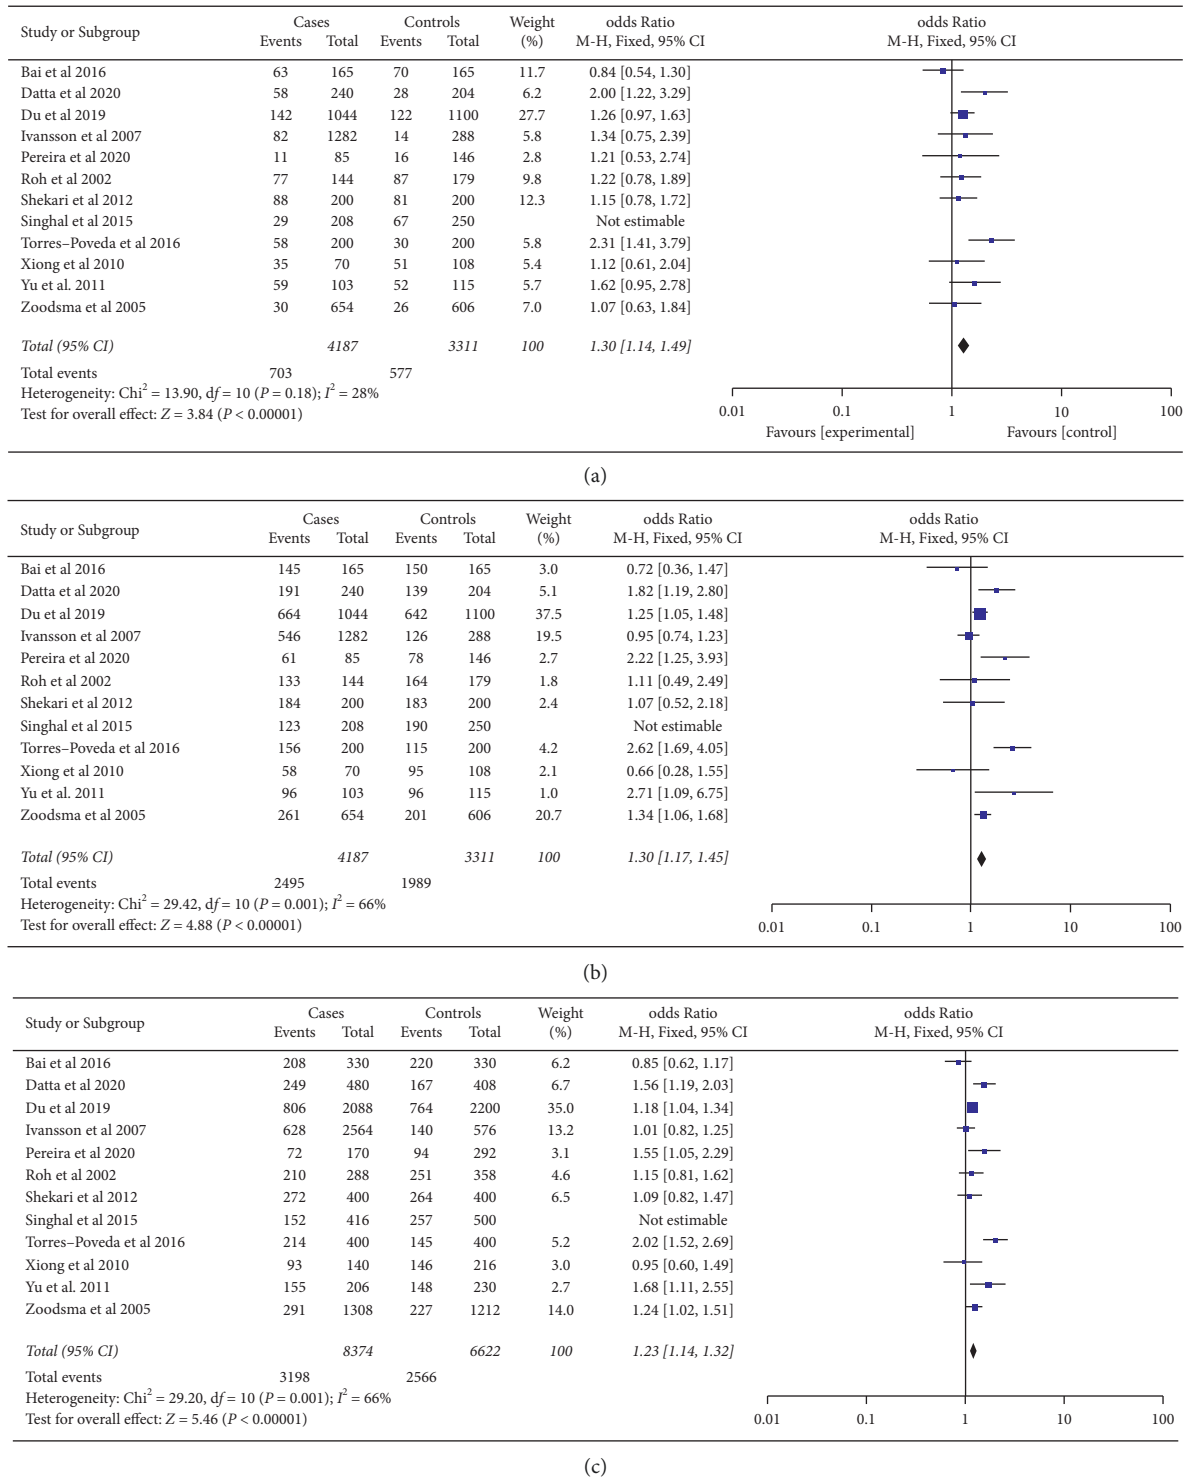 Study or Subgroup Cases Controls Weight odds Ratio odds Ratio
Events Total Events Total (%) M-H, Fixed, 95% CI M-H, Fixed, 95% CI
Bai et al 2016 63 165 70 165 11.7 0.84 [0.54, 1.30]
Datta et al 2020 58 240 28 204 6.2 2.00 [1.22, 3.29]
Du et al 2019 142 1044 122 1100 27.7 1.26 [0.97, 1.63]
Ivansson et al 2007 82 1282 14 288 5.8 1.34 [0.75, 2.39]
Pereira et al 2020 11 85 16 146 2.8 1.21 [0.53, 2.74]
Roh et al 2002 77 144 87 179 9.8 1.22 [0.78, 1.89]
Shekari et al 2012 88 200 81 200 12.3 1.15 [0.78, 1.72]
Singhal et al 2015 29 208 67 250 Not estimable
Torres–Poveda et al 2016 58 200 30 200 5.8 2.31 [1.41, 3.79]
Xiong et al 2010 35 70 51 108 5.4 1.12 [0.61, 2.04]
Yu et al. 2011 59 103 52 115 5.7 1.62 [0.95, 2.78]
Zoodsma et al 2005 30 654 26 606 7.0 1.07 [0.63, 1.84]
Total (95% CI) 4187 3311 100 1.30 [1.14, 1.49]
Total events 703 577
Heterogeneity: Chi² = 13.90, df = 10 (P = 0.18); I² = 28%
Test for overall effect: Z = 3.84 (P < 0.00001)
0.01 0.1 1 10 100
Favours [experimental] Favours [control]
(a)
Study or Subgroup Cases Controls Weight odds Ratio odds Ratio
Events Total Events Total (%) M-H, Fixed, 95% CI M-H, Fixed, 95% CI
Bai et al 2016 145 165 150 165 3.0 0.72 [0.36, 1.47]
Datta et al 2020 191 240 139 204 5.1 1.82 [1.19, 2.80]
Du et al 2019 664 1044 642 1100 37.5 1.25 [1.05, 1.48]
Ivansson et al 2007 546 1282 126 288 19.5 0.95 [0.74, 1.23]
Pereira et al 2020 61 85 78 146 2.7 2.22 [1.25, 3.93]
Roh et al 2002 133 144 164 179 1.8 1.11 [0.49, 2.49]
Shekari et al 2012 184 200 183 200 2.4 1.07 [0.52, 2.18]
Singhal et al 2015 123 208 190 250 Not estimable
Torres–Poveda et al 2016 156 200 115 200 4.2 2.62 [1.69, 4.05]
Xiong et al 2010 58 70 95 108 2.1 0.66 [0.28, 1.55]
Yu et al. 2011 96 103 96 115 1.0 2.71 [1.09, 6.75]
Zoodsma et al 2005 261 654 201 606 20.7 1.34 [1.06, 1.68]
Total (95% CI) 4187 3311 100 1.30 [1.17, 1.45]
Total events 2495 1989
Heterogeneity: Chi² = 29.42, df = 10 (P = 0.001); I² = 66%
Test for overall effect: Z = 4.88 (P < 0.00001)
0.01 0.1 1 10 100
(b)
Study or Subgroup Cases Controls Weight odds Ratio odds Ratio
Events Total Events Total (%) M-H, Fixed, 95% CI M-H, Fixed, 95% CI
Bai et al 2016 208 330 220 330 6.2 0.85 [0.62, 1.17]
Datta et al 2020 249 480 167 408 6.7 1.56 [1.19, 2.03]
Du et al 2019 806 2088 764 2200 35.0 1.18 [1.04, 1.34]
Ivansson et al 2007 628 2564 140 576 13.2 1.01 [0.82, 1.25]
Pereira et al 2020 72 170 94 292 3.1 1.55 [1.05, 2.29]
Roh et al 2002 210 288 251 358 4.6 1.15 [0.81, 1.62]
Shekari et al 2012 272 400 264 400 6.5 1.09 [0.82, 1.47]
Singhal et al 2015 152 416 257 500 Not estimable
Torres–Poveda et al 2016 214 400 145 400 5.2 2.02 [1.52, 2.69]
Xiong et al 2010 93 140 146 216 3.0 0.95 [0.60, 1.49]
Yu et al. 2011 155 206 148 230 2.7 1.68 [1.11, 2.55]
Zoodsma et al 2005 291 1308 227 1212 14.0 1.24 [1.02, 1.51]
Total (95% CI) 8374 6622 100 1.23 [1.14, 1.32]
Total events 3198 2566
Heterogeneity: Chi² = 29.20, df = 10 (P = 0.001); I² = 66%
Test for overall effect: Z = 5.46 (P < 0.00001)
0.01 0.1 1 10 100
(c)